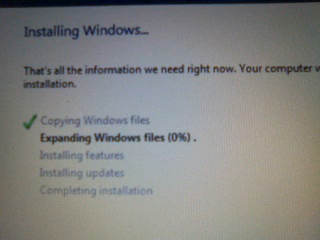 Installing Windows...
That's all the information we need right now. Your computer
installation.
Copying Windows files
Expanding Windows files (0%) .
Installing features
Installing updates
Completing installation